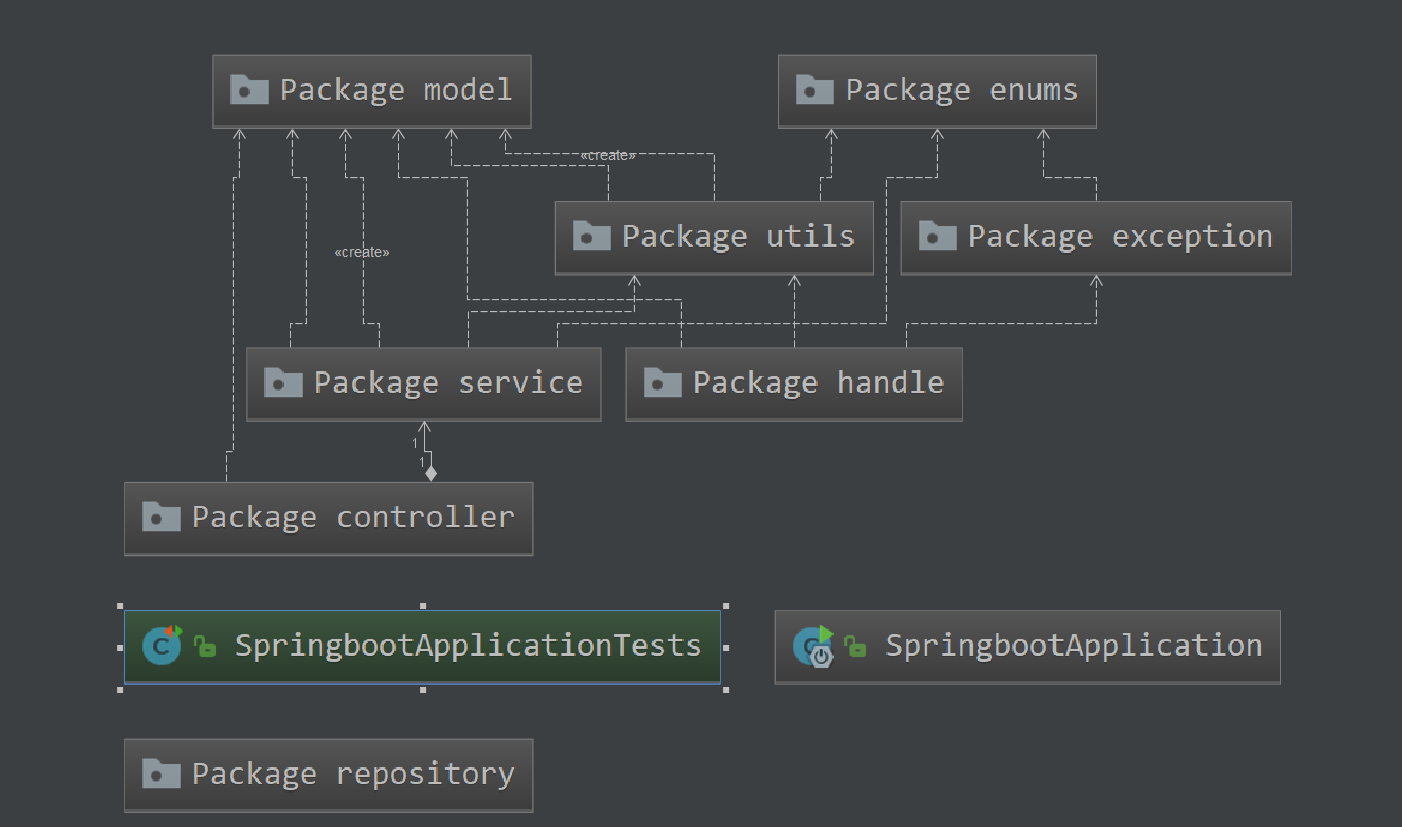 Package model
Package enums
«create»
Package utils
Package exception
«create»
Package service
Package handle
1
1
Package controller
SpringbootApplicationTests
SpringbootApplication
Package repository